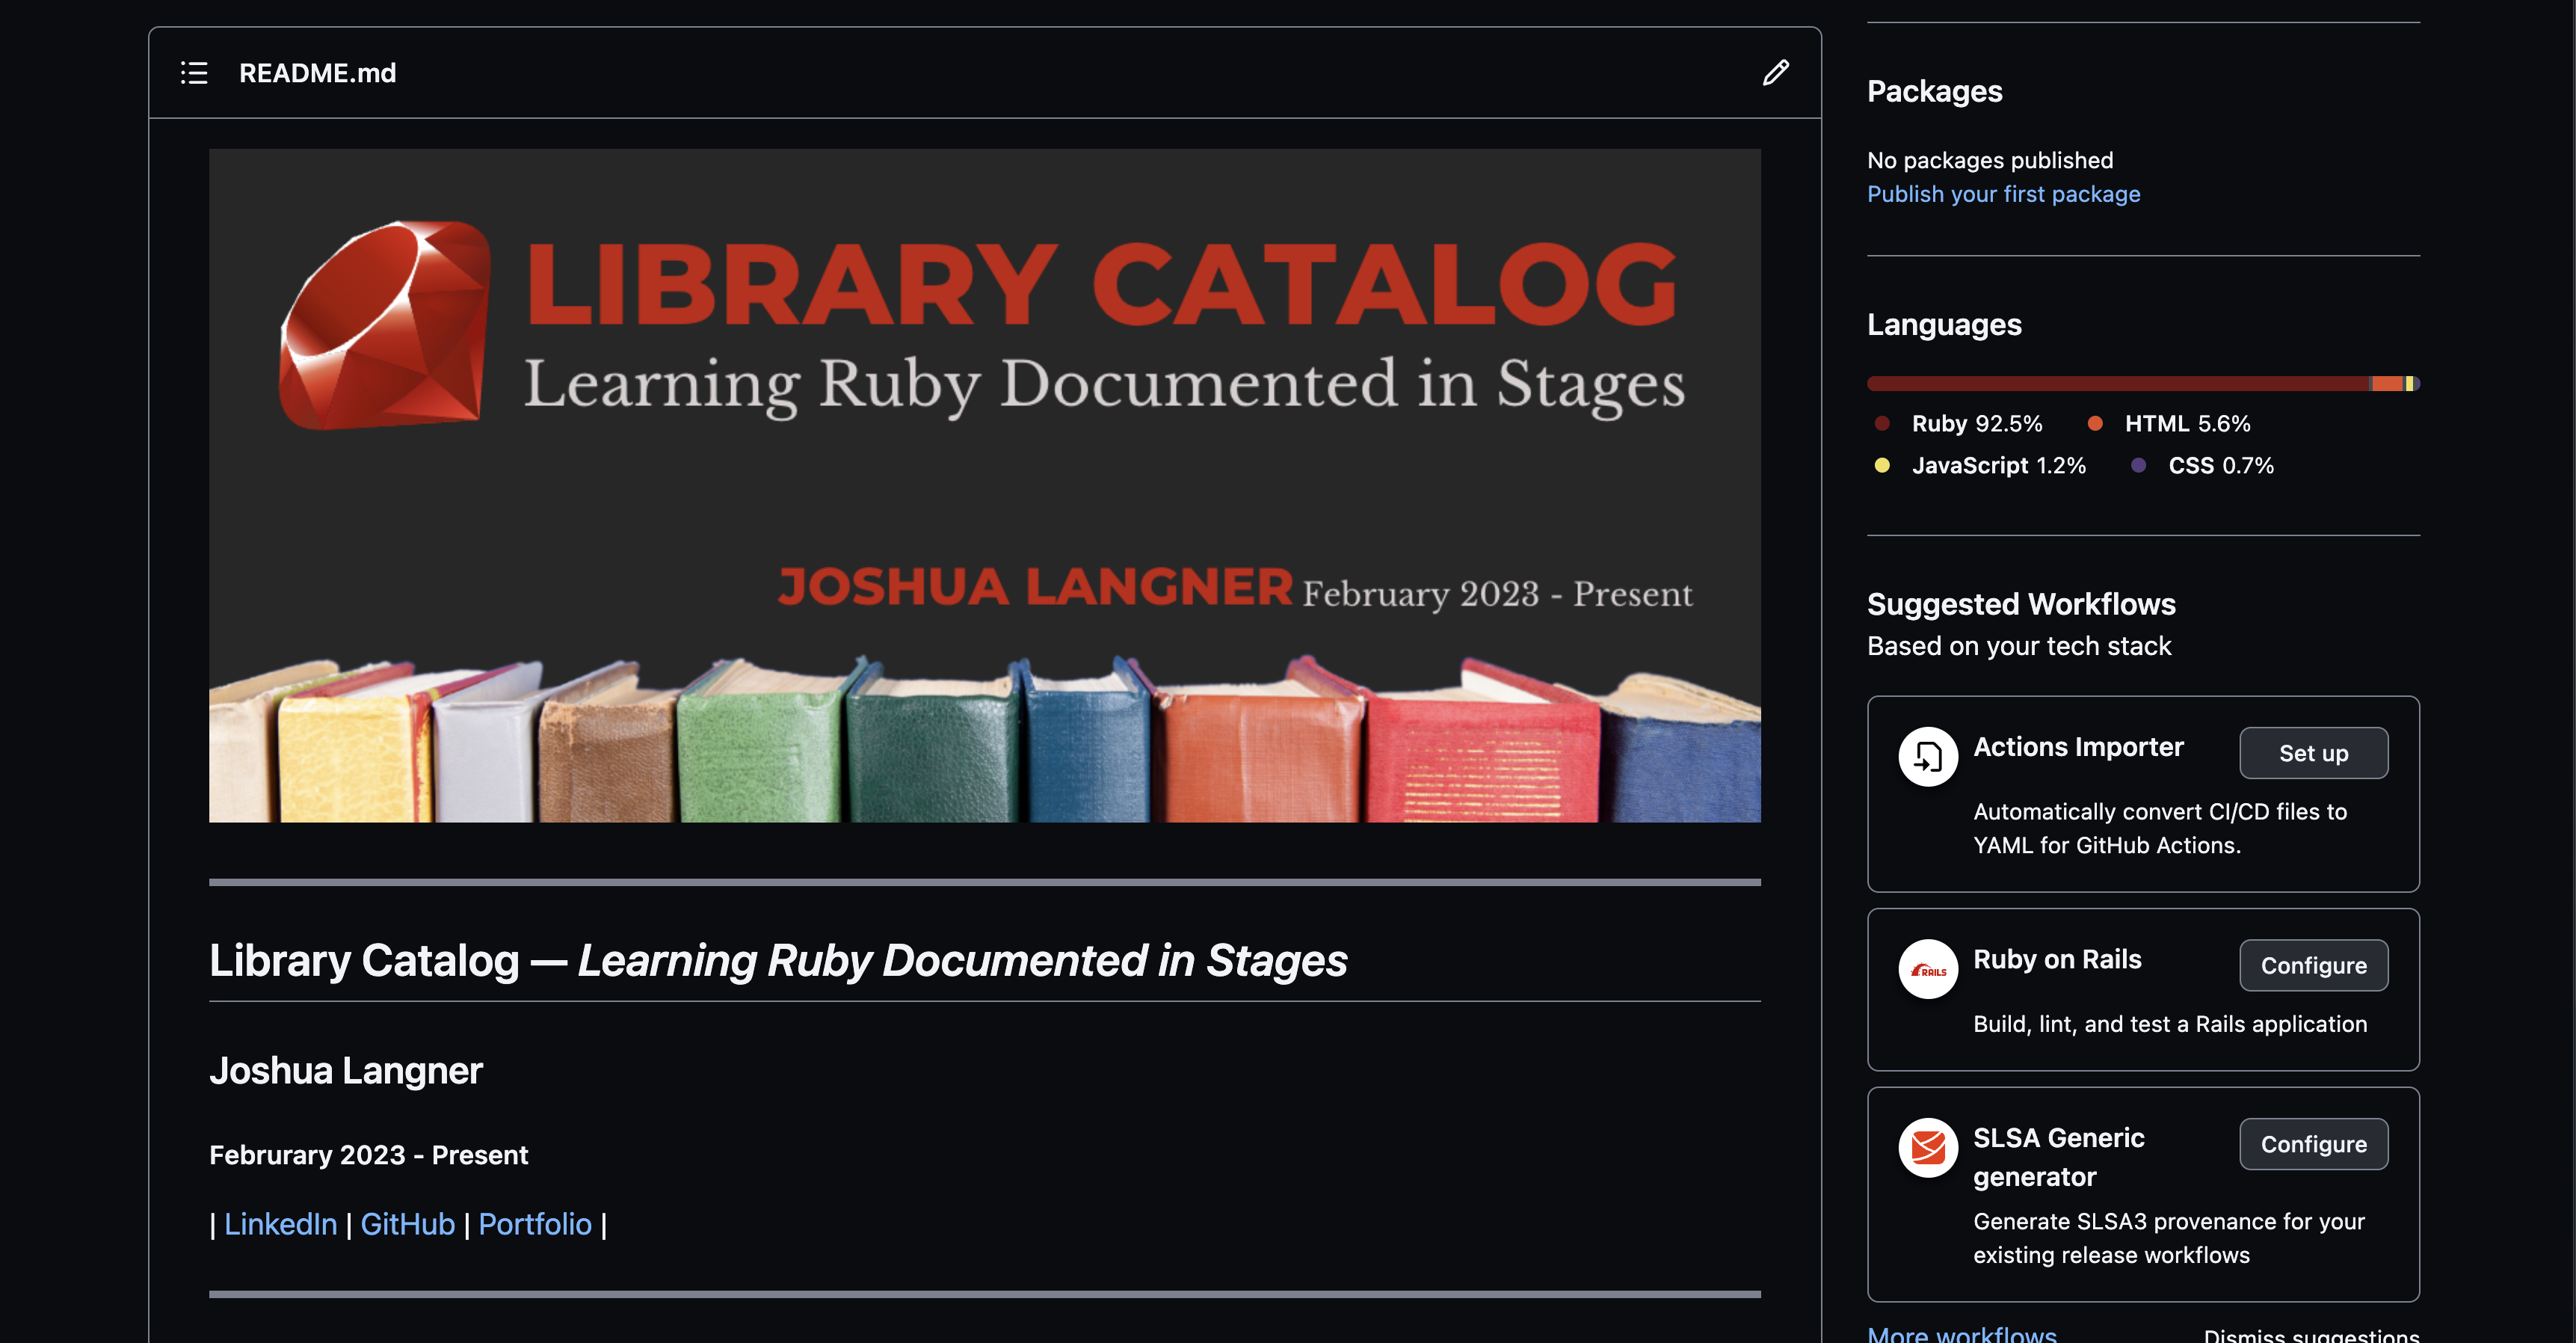 README.md
LIBRARY CATALOG
Learning Ruby Documented in Stages
JOSHUA LANGNER February 2023 - Present
Library Catalog — Learning Ruby Documented in Stages
Joshua Langner
Februrary 2023 - Present
| LinkedIn | GitHub | Portfolio |
Packages
No packages published
Publish your first package
Languages
Ruby 92.5% HTML 5.6%
JavaScript 1.2% CSS 0.7%
Suggested Workflows
Based on your tech stack
Actions Importer
Set up
Automatically convert CI/CD files to
YAML for GitHub Actions.
RAILS
Ruby on Rails
Configure
Build, lint, and test a Rails application
SLSA Generic
generator
Configure
Generate SLSA3 provenance for your
existing release workflows
More workflows
Dismiss suggestions